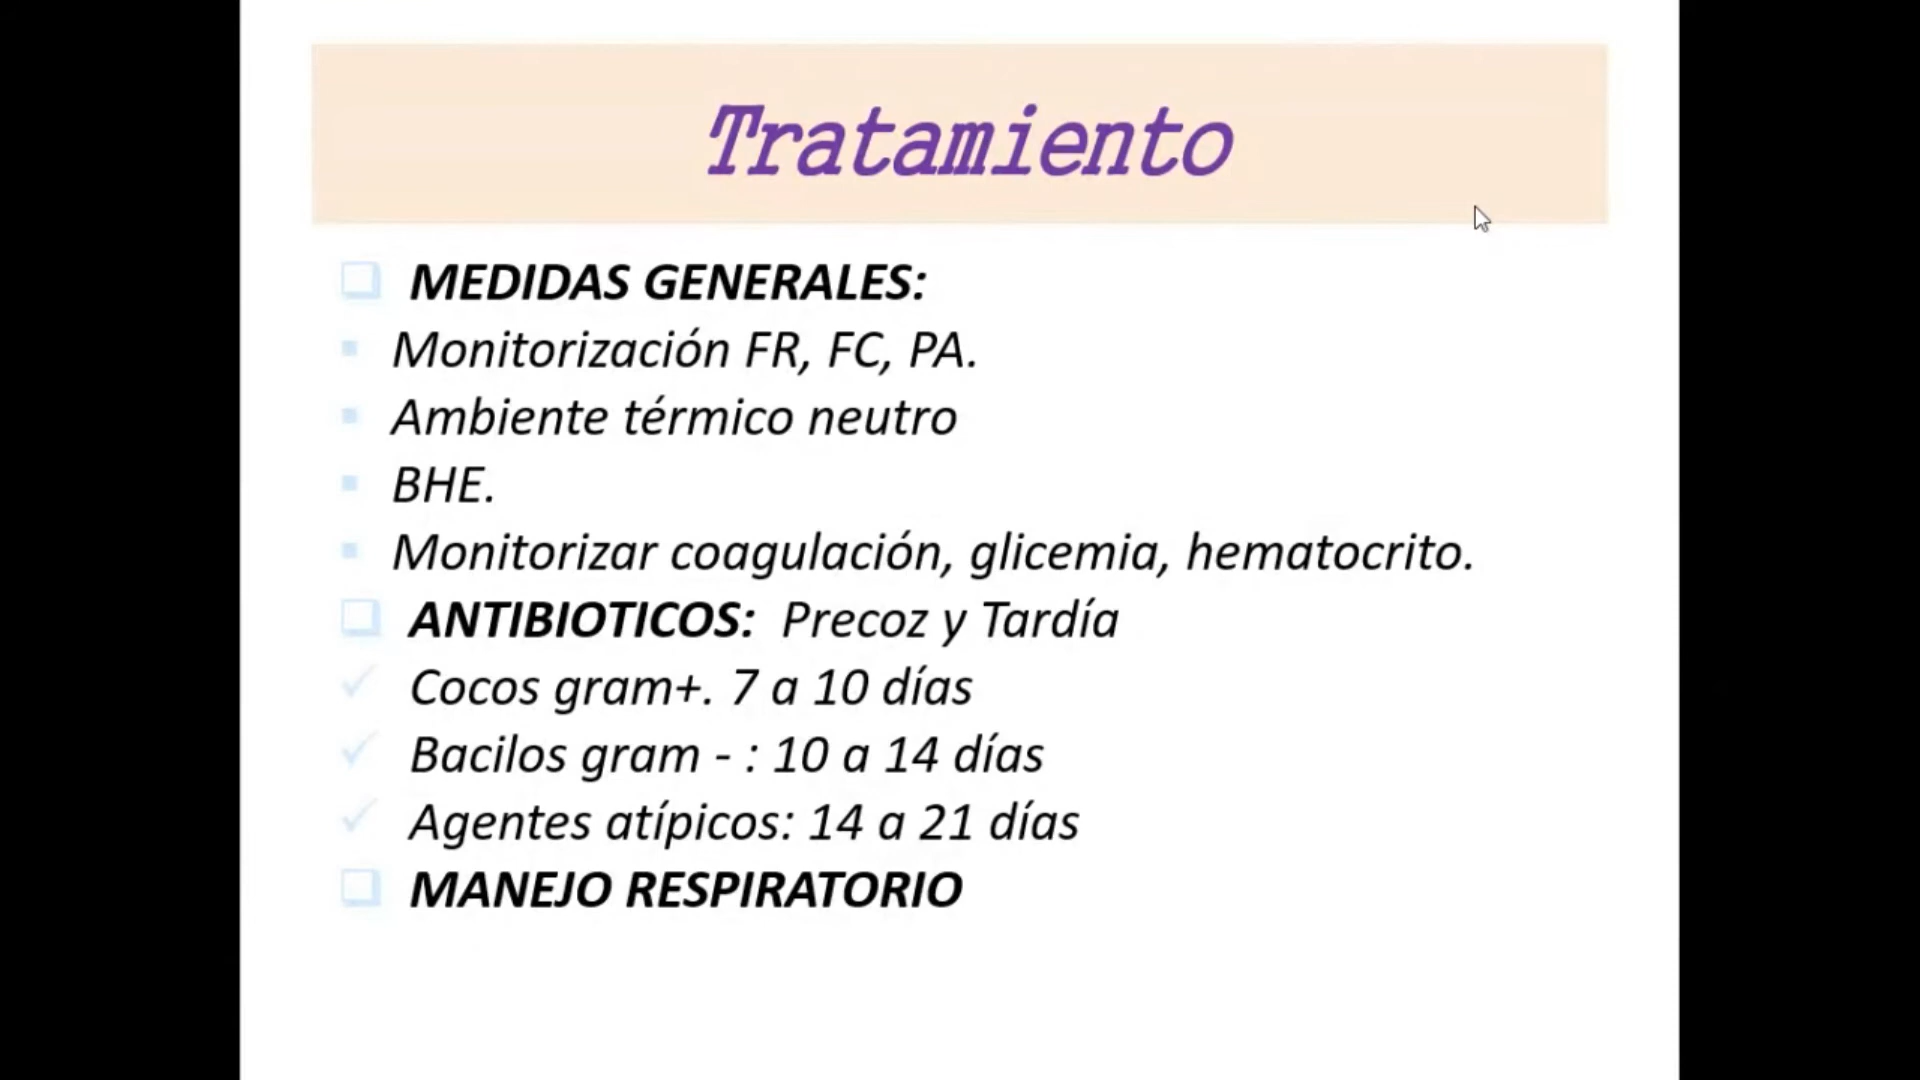 Tratamiento
MEDIDAS GENERALES:
Monitorización FR, FC, PA.
Ambiente térmico neutro
BHE.
Monitorizar coagulación, glicemia, hematocrito.
ANTIBIOTICOS: Precoz y Tardía
Cocos gram+. 7 a 10 días
Bacilos gram - : 10 a 14 días
Agentes atípicos: 14 a 21 días
MANEJO RESPIRATORIO